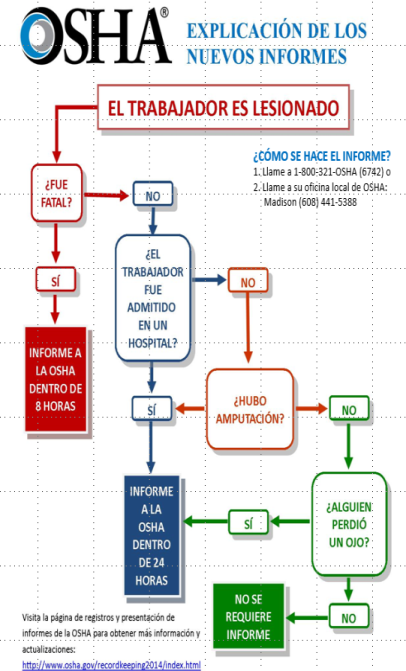 OSHA®
EXPLICACIÓN DE LOS
NUEVOS INFORMES
EL TRABAJADOR ES LESIONADO
¿CÓMO SE HACE EL INFORME?
1. Llame a 1-800-321-OSHA (6742) o
2. Llame a su oficina local de OSHA:
Madison (608) 441-5388
¿FUE
FATAL?
NO
SÍ
INFORME A
LA OSHA
DENTRO DE
8 HORAS
¿EL
TRABAJADOR
FUE
ADMITIDO
EN UN
HOSPITAL?
NO
SÍ
¿HUBO
AMPUTACIÓN?
NO
INFORME
A LA
OSHA
DENTRO
DE 24
HORAS
SÍ
¿ALGUIEN
PERDIÓ
UN OJO?
NO SE
REQUIERE
INFORME
NO
Visita la página de registros y presentación de
informes de la OSHA para obtener más información y
actualizaciones:
http://www.osha.gov/recordkeeping2014/index.html